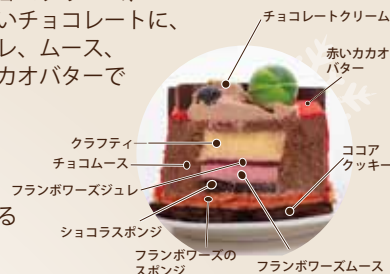 いチョコレートに、
レ、ムース、
カオバターで
る
チョコレートクリーム
赤いカカオ
バター
クラフティ
チョコムース
フランボワーズジュレ
ショコラスポンジ
フランボワーズの
スポンジ
フランボワーズムース
ココア
クッキー